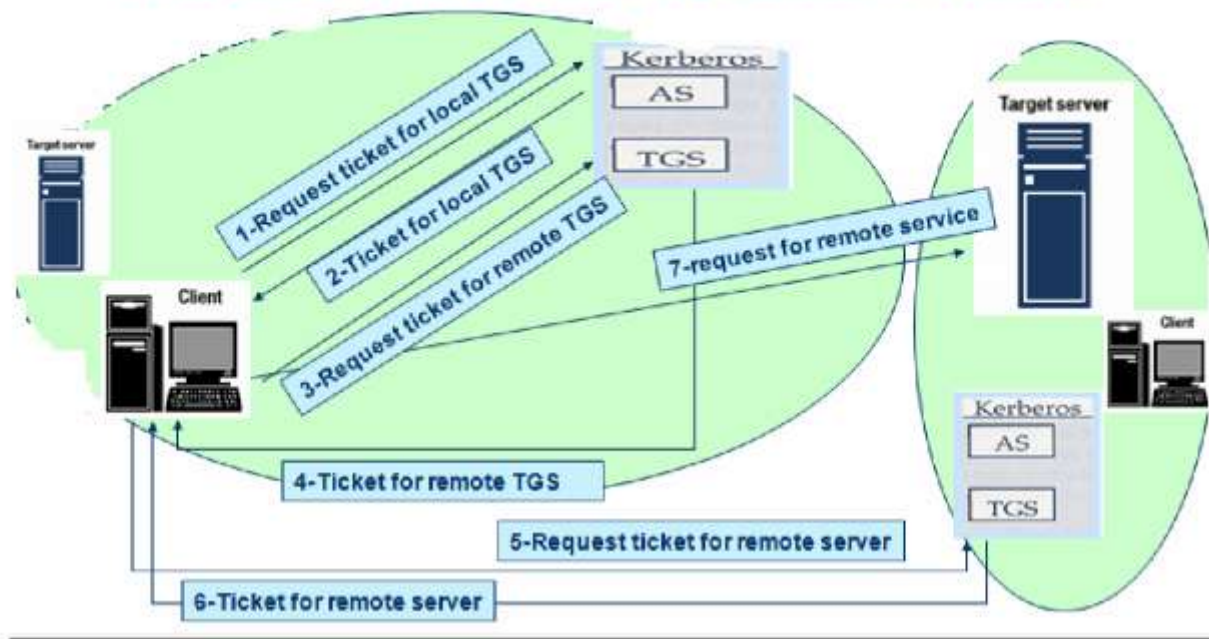 Kerberos
AS
TGS
Target server
Client
1-Request ticket for local TGS
2-Ticket for local TGS
3-Request ticket for remote TGS
4-Ticket for remote TGS
5-Request ticket for remote server
6-Ticket for remote server
7-request for remote service
Target server
Client
Kerberos
AS
TGS